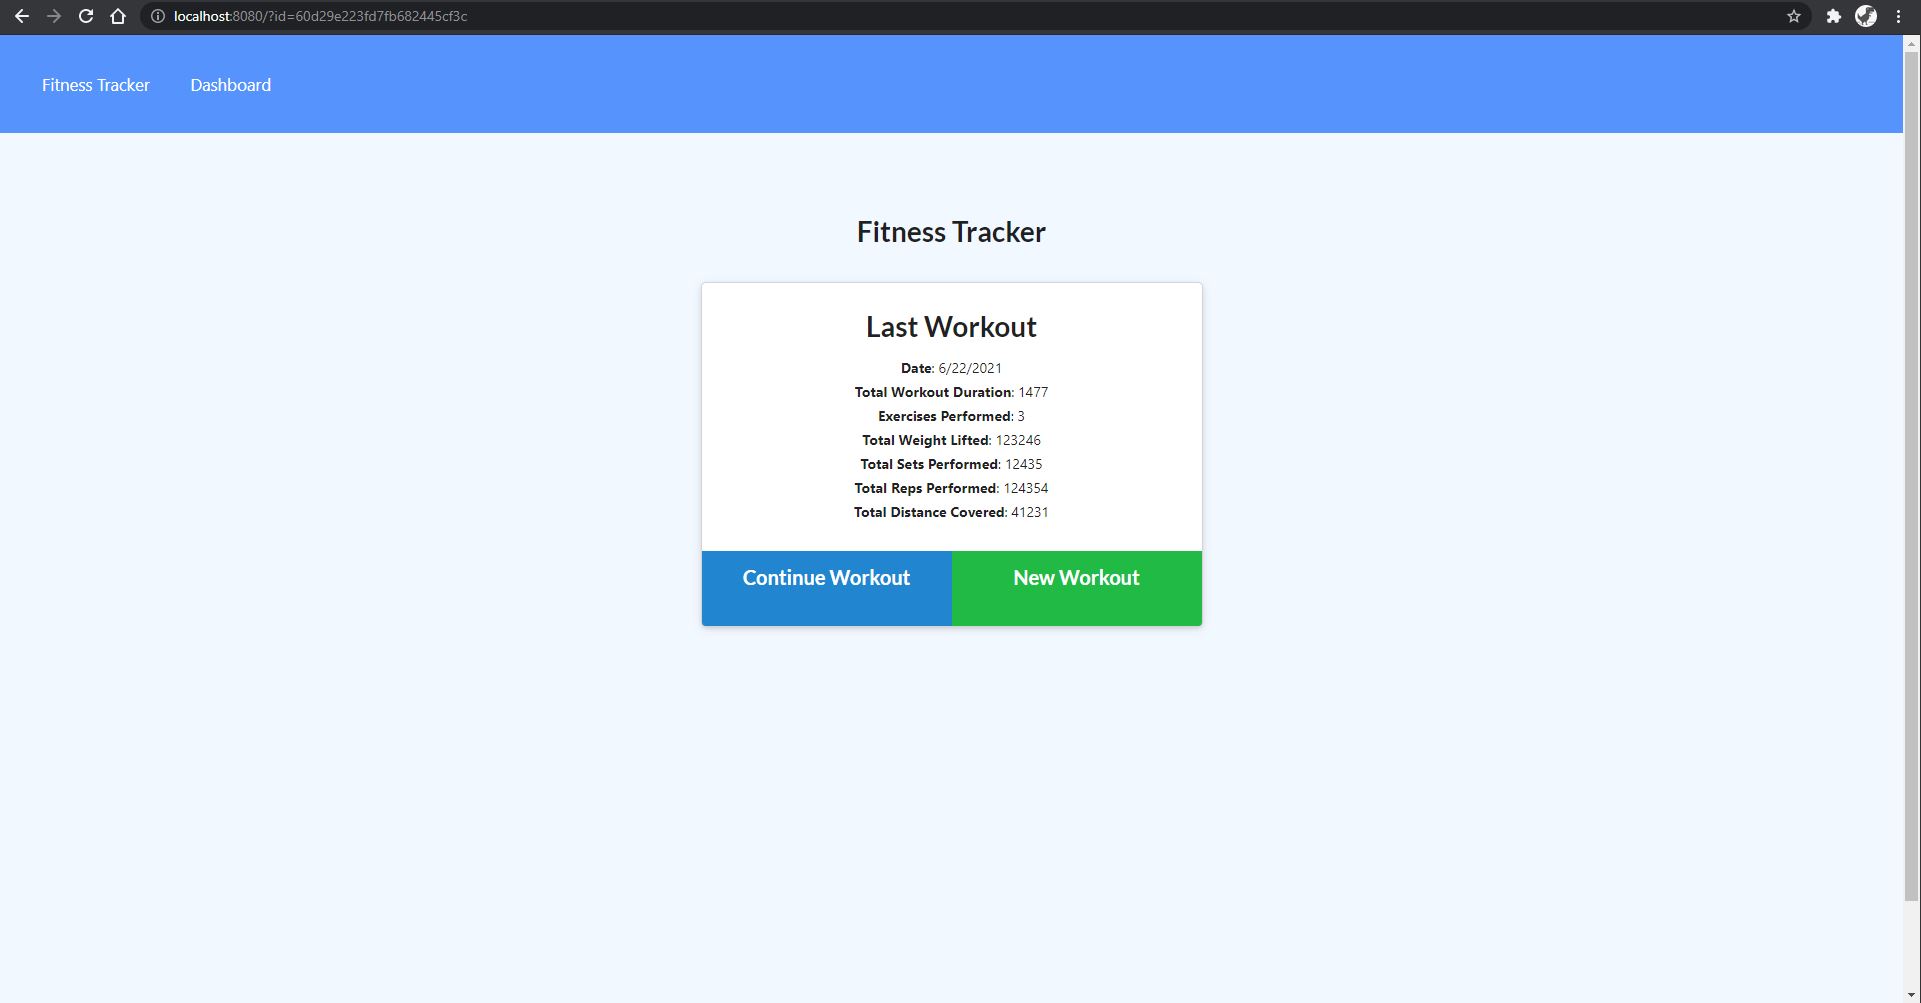 localhost:8080/?id=60d29e223fd7fb682445cf3c
Fitness Tracker Dashboard
Fitness Tracker
Last Workout
Date: 6/22/2021
Total Workout Duration: 1477
Exercises Performed: 3
Total Weight Lifted: 123246
Total Sets Performed: 12435
Total Reps Performed: 124354
Total Distance Covered: 41231
Continue Workout New Workout